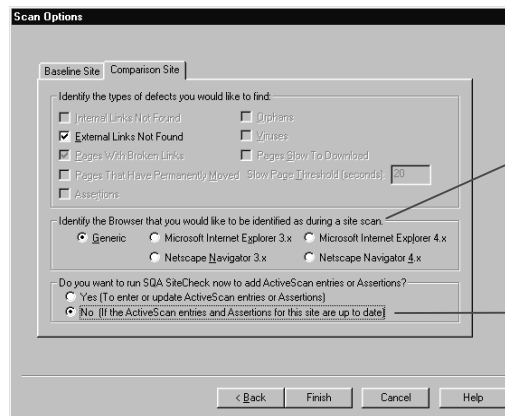 Scan Options
Baseline Site Comparison Site
Identify the types of defects you would like to find:
Internal Links Not Found Orphans
External Links Not Found Viruses
Pages With Broken Links Pages Slow To Download
Pages That Have Permanently Moved Slow Page Threshold (seconds): 20
Assertions
Identify the Browser that you would like to be identified as during a site scan.
Generic Microsoft Internet Explorer 3.x Microsoft Internet Explorer 4.x
Netscape Navigator 3.x Netscape Navigator 4.x
Do you want to run SQA SiteCheck now to add ActiveScan entries or Assertions?
Yes (To enter or update ActiveScan entries or Assertions)
No (If the ActiveScan entries and Assertions for this site are up to date)
< Back Finish Cancel Help